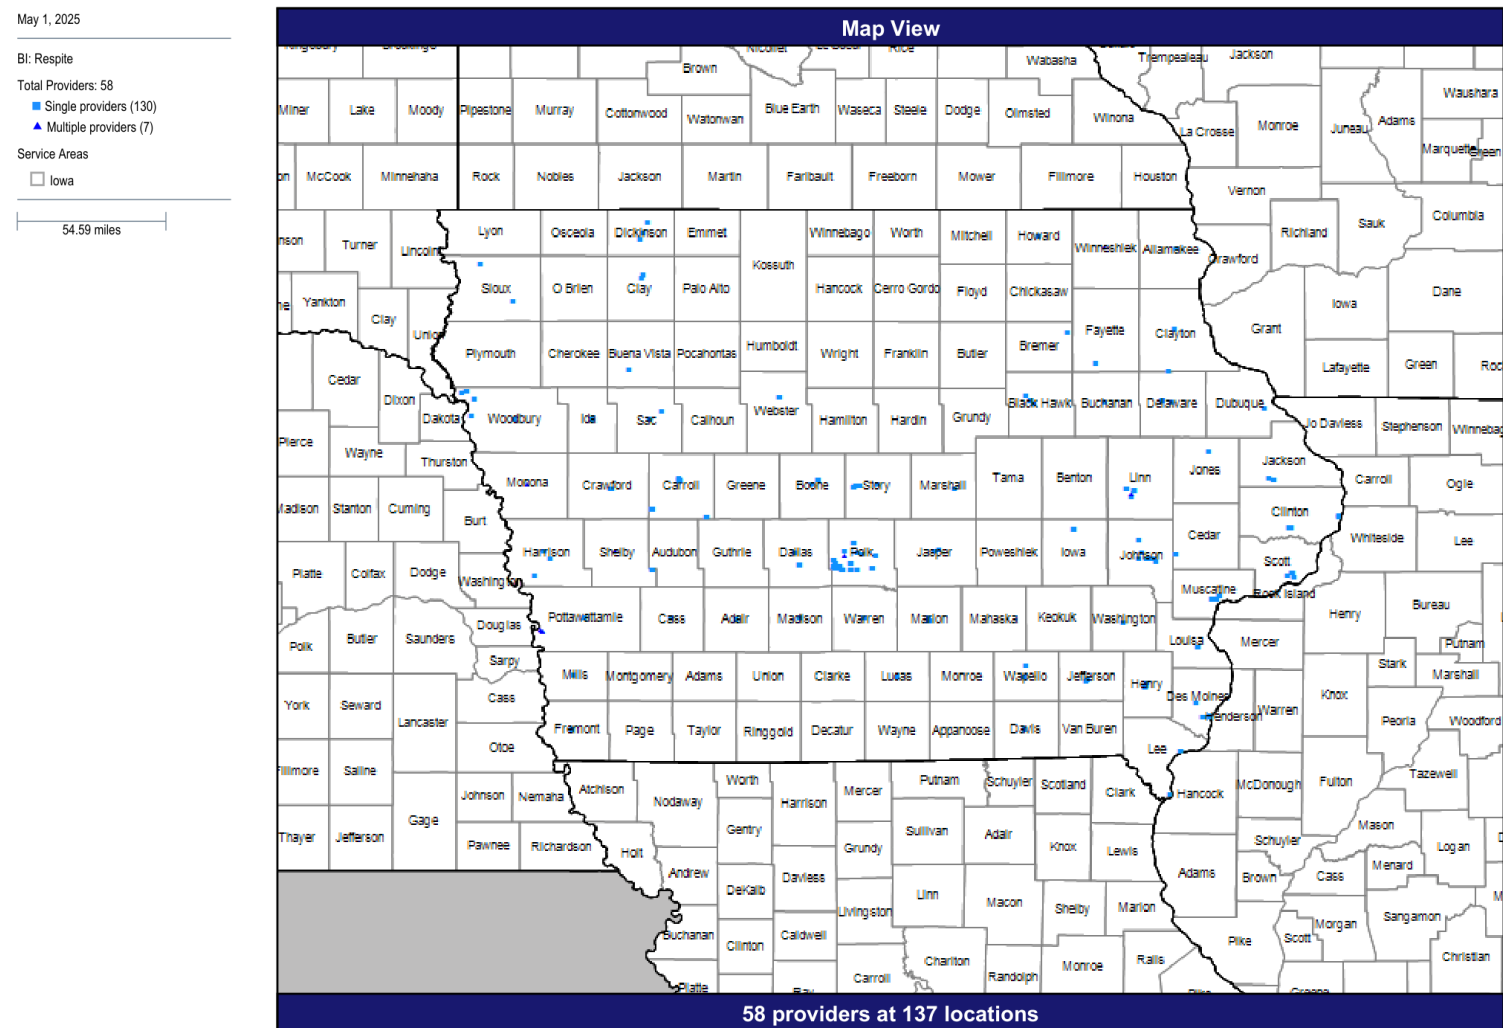 May 1, 2025
BI: Respite
Total Providers: 58
Single providers (130)
Multiple providers (7)
Service Areas
Iowa
54.59 miles
Map View
Brown Wabasha Trempealeau Jackson
Miner Lake Moody Pipestone Murray Cottonwood Watonwan Blue Earth Waseca Steele Dodge Olmsted Winona La Crosse Monroe Juneau Adams Waushara
Marquette Green
McCook Minnehaha Rock Nobles Jackson Martin Faribault Freeborn Mower Fillmore Houston Vernon
Richland Sauk Columbia
Turner Lincoln Lyon Osceola Dickinson Emmet Kossuth Winnebago Worth Mitchell Howard Winneshiek Allamakee Crawford
Yankton Clay Union Sioux O Brien Clay Palo Alto Hancock Cerro Gordo Floyd Chickasaw Iowa Dane
Plymouth Cherokee Buena Vista Pocahontas Humboldt Wright Franklin Butler Bremer Fayette Clayton Grant
Lafayette Green
Cedar Dixon Dakota Woodbury Ida Sac Calhoun Webster Hamilton Hardin Grundy Black Hawk Buchanan Delaware Dubuque Jo Daviess Stephenson
Pierce Wayne Thurston
Monona Crawford Carroll Greene Boone Story Marshall Tama Benton Linn Jones Jackson Carroll Ogle
Madison Stanton Cuming Burt Clinton
Harrison Shelby Audubon Guthrie Dallas Polk Jasper Poweshiek Iowa Johnson Cedar Scott Whiteside Lee
Platte Colfax Dodge Washington Muscatine Rock Island
Henry Bureau
Douglas Pottawattamie Cass Adair Madison Warren Marion Mahaska Keokuk Washington Louisa Mercer
Polk Butler Saunders Sarpy Putnam
Stark Marshall
Mills Montgomery Adams Union Clarke Lucas Monroe Wapello Jefferson Henry Des Moines Henderson Warren Knox
York Seward Lancaster Cass Peoria Woodford
Otoe Fremont Page Taylor Ringgold Decatur Wayne Appanoose Davis Van Buren Lee
Fillmore Saline Atchison Nodaway Worth Harrison Mercer Putnam Schuyler Scotland Clark Hancock McDonough Fulton Tazewell
Johnson Nemaha
Thayer Jefferson Gage Pawnee Richardson Holt Gentry Grundy Sullivan Adair Knox Lewis Schuyler Mason Logan
Andrew DeKalb Daviess Linn Macon Shelby Marion Adams Brown Cass Menard
Livingston Morgan Sangamon
Buchanan Clinton Caldwell Chariton Randolph Monroe Ralls Pike Scott Christian
Platte Carroll
58 providers at 137 locations